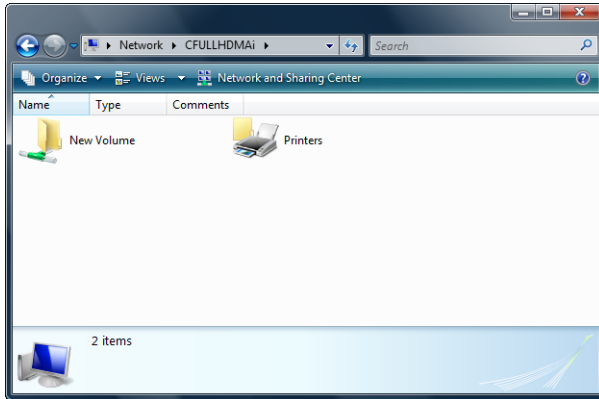 Network CFULLHDMAi Search
Organize Views Network and Sharing Center
Name Type Comments
New Volume Printers
2 items